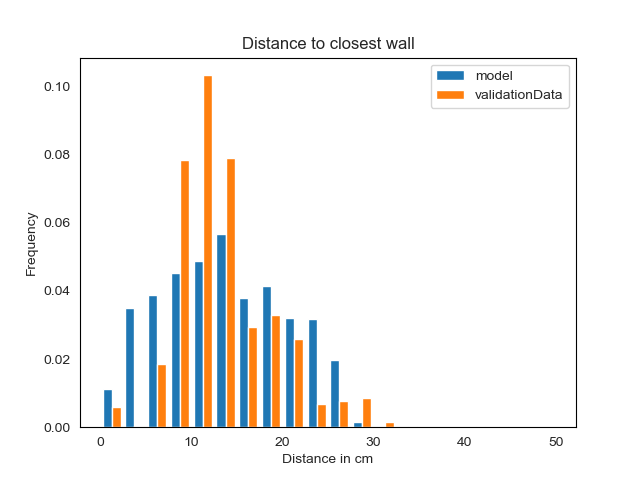 Distance to closest wall
model
validationData
Frequency
0.10
0.08
0.06
0.04
0.02
0.00
0 10 20 30 40 50
Distance in cm